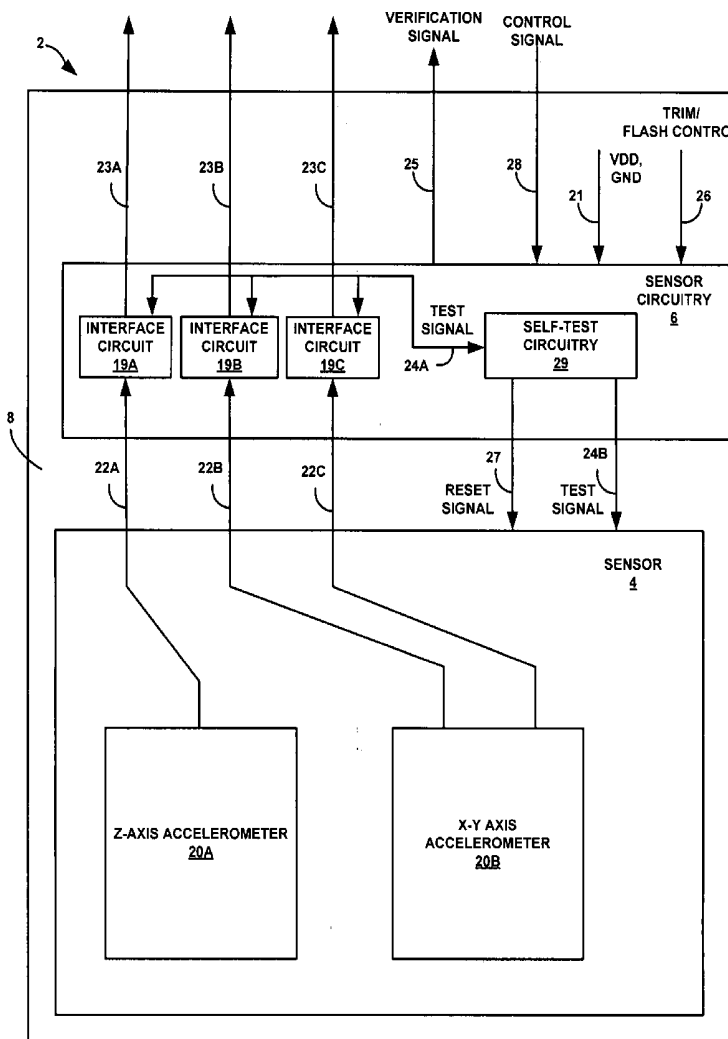 VERIFICATION
SIGNAL
CONTROL
SIGNAL
2
TRIM/
FLASH CONTROL
VDD,
GND
23A
23B
23C
25
28
21
26
SENSOR
CIRCUITRY
6
INTERFACE
CIRCUIT
19A
INTERFACE
CIRCUIT
19B
INTERFACE
CIRCUIT
19C
TEST
SIGNAL
24A
SELF-TEST
CIRCUITRY
29
8
22A
22B
22C
27
24B
RESET
SIGNAL
TEST
SIGNAL
SENSOR
4
Z-AXIS ACCELEROMETER
20A
X-Y AXIS
ACCELEROMETER
20B